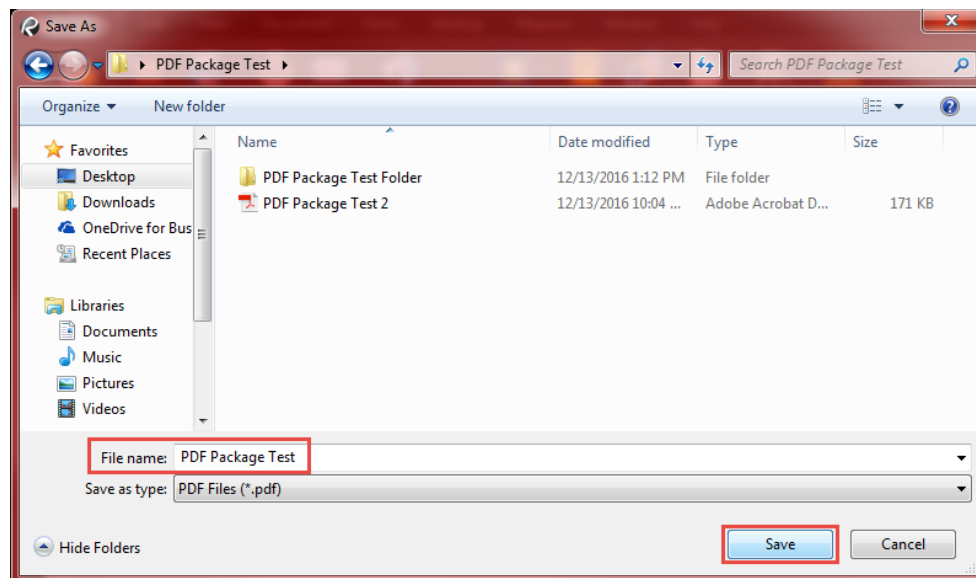 Save As
PDF Package Test
Search PDF Package Test
Organize
New folder
Name
Date modified
Type
Size
Favorites
Desktop
Downloads
OneDrive for Bus
Recent Places
Libraries
Documents
Music
Pictures
Videos
PDF Package Test Folder 12/13/2016 1:12 PM File folder
PDF Package Test 2 12/13/2016 10:04 ... Adobe Acrobat D... 171 KB
File name: PDF Package Test
Save as type: PDF Files (*.pdf)
Hide Folders
Save
Cancel